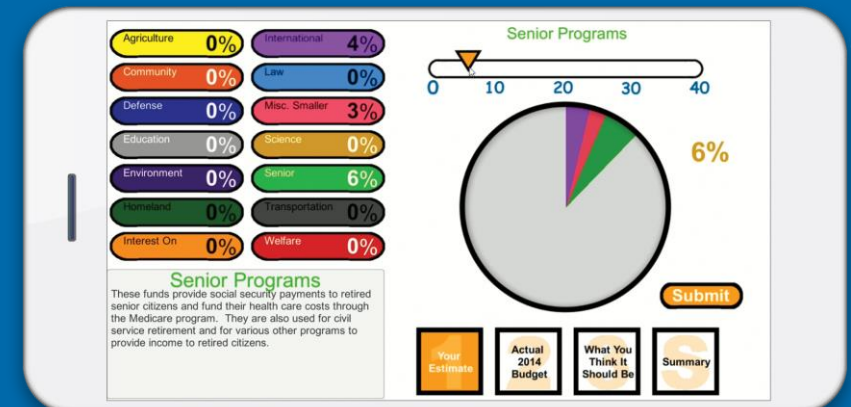 Agriculture 0%
International 4%
Community 0%
Law 0%
Defense 0%
Misc. Smaller 3%
Education 0%
Science 0%
Environment 0%
Senior 6%
Homeland 0%
Transportation 0%
Interest On 0%
Welfare 0%
Senior Programs
These funds provide social security payments to retired
senior citizens and fund their health care costs through
the Medicare program. They are also used for civil
service retirement and for various other programs to
provide income to retired citizens.
Senior Programs
0 10 20 30 40
6%
Submit
1
Your
Estimate
2
Actual
2014
Budget
3
What You
Think It
Should Be
S
Summary